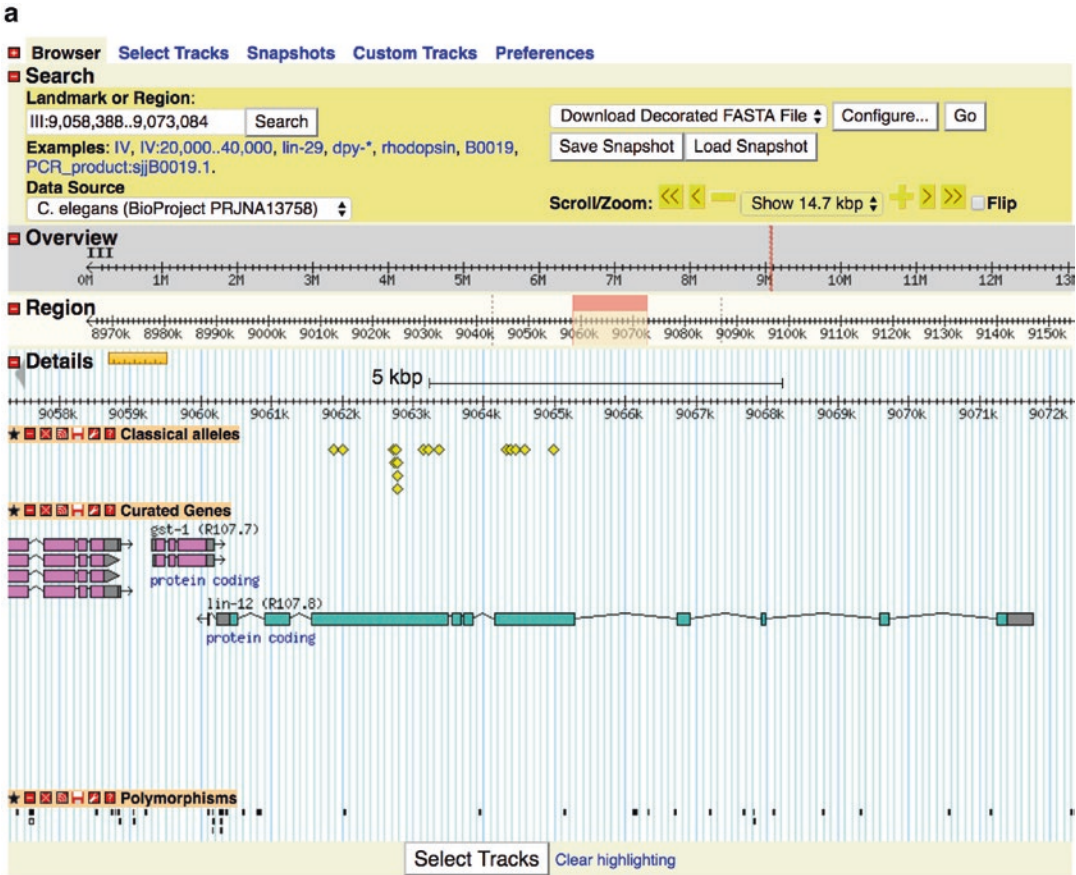 a
Browser Select Tracks Snapshots Custom Tracks Preferences
Search
Landmark or Region:
III:9,058,388..9,073,084 Search
Download Decorated FASTA File Configure... Go
Examples: IV, IV:20,000..40,000, lin-29, dpy-*, rhodopsin, B0019,
PCR_product:sjjB0019.1.
Save Snapshot Load Snapshot
Data Source
C. elegans (BioProject PRJNA13758)
Scroll/Zoom: << < Show 14.7 kbp > >> Flip
Overview
III
0M 1M 2M 3M 4M 5M 6M 7M 8M 9M 10M 11M 12M 13M
Region
8970k 8980k 8990k 9000k 9010k 9020k 9030k 9040k 9050k 9060k 9070k 9080k 9090k 9100k 9110k 9120k 9130k 9140k 9150k
Details
5 kbp
9058k 9059k 9060k 9061k 9062k 9063k 9064k 9065k 9066k 9067k 9068k 9069k 9070k 9071k 9072k
Classical alleles
Curated Genes
gst-1 (R107.7)
protein coding
lin-12 (R107.8)
protein coding
Polymorphisms
Select Tracks Clear highlighting